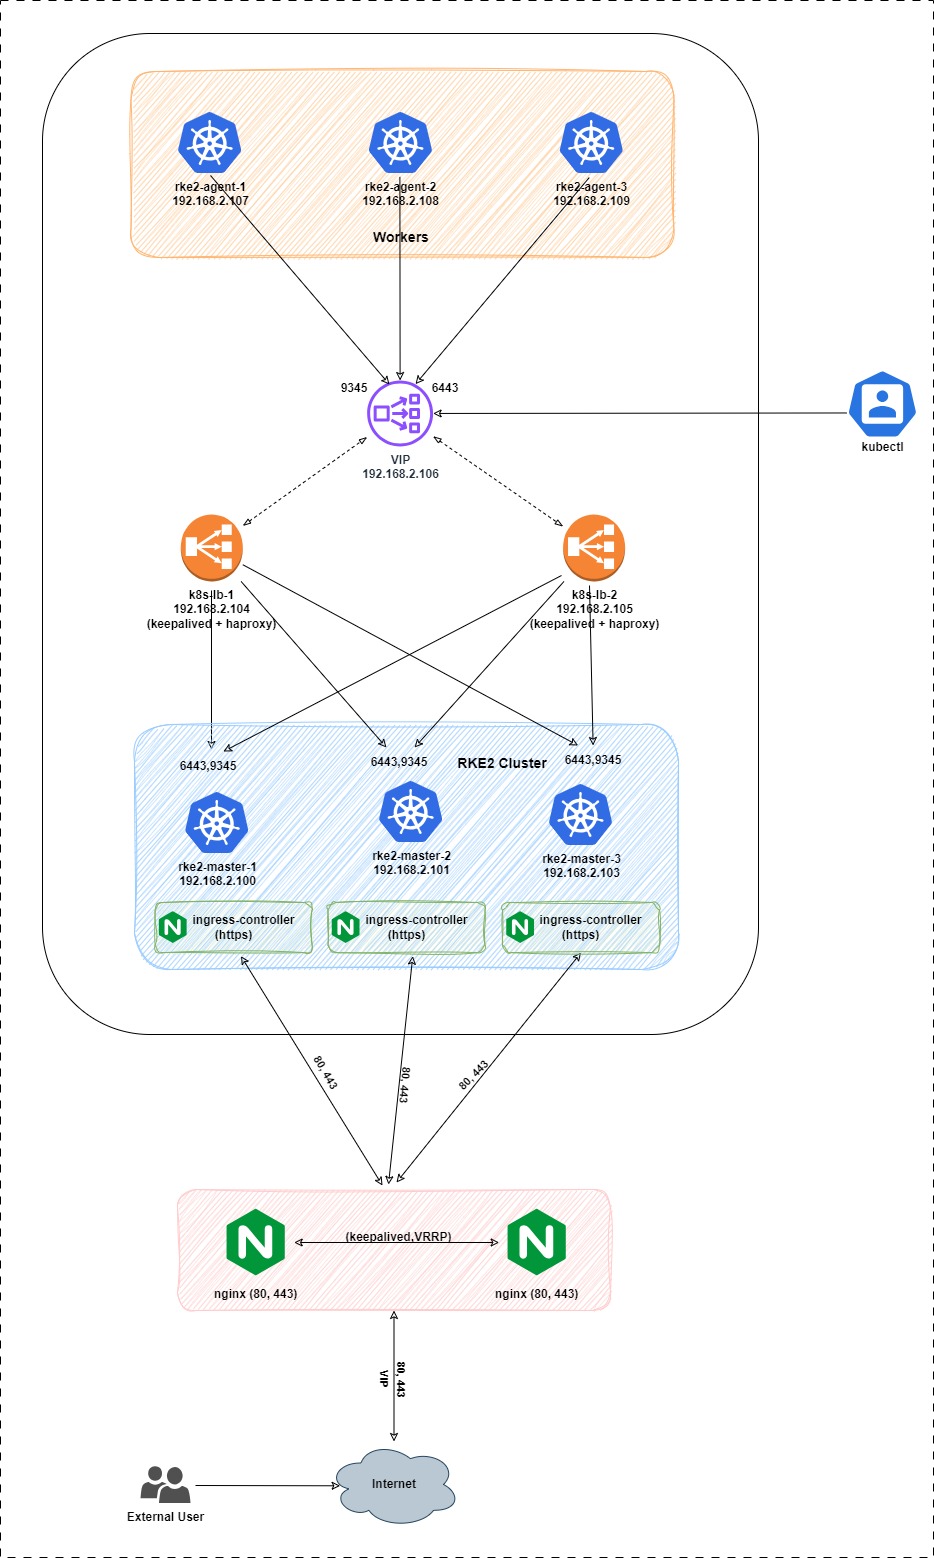 rke2-agent-1
192.168.2.107
rke2-agent-2
192.168.2.108
rke2-agent-3
192.168.2.109
Workers
9345
6443
VIP
192.168.2.106
kubectl
k8s-lb-1
192.168.2.104
(keepalived + haproxy)
k8s-lb-2
192.168.2.105
(keepalived + haproxy)
6443,9345
6443,9345
RKE2 Cluster
6443,9345
rke2-master-1
192.168.2.100
rke2-master-2
192.168.2.101
rke2-master-3
192.168.2.103
ingress-controller
(https)
ingress-controller
(https)
ingress-controller
(https)
80, 443
80, 443
80, 443
(keepalived,VRRP)
nginx (80, 443)
nginx (80, 443)
80, 443
VIP
Internet
External User